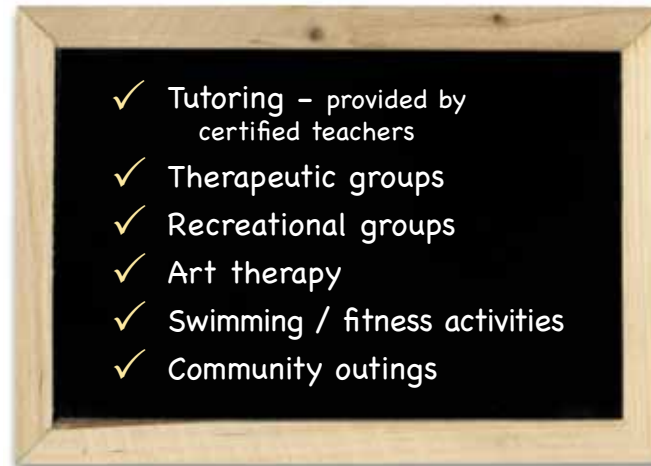 ✓ Tutoring – provided by
certified teachers
✓ Therapeutic groups
✓ Recreational groups
✓ Art therapy
✓ Swimming / fitness activities
✓ Community outings